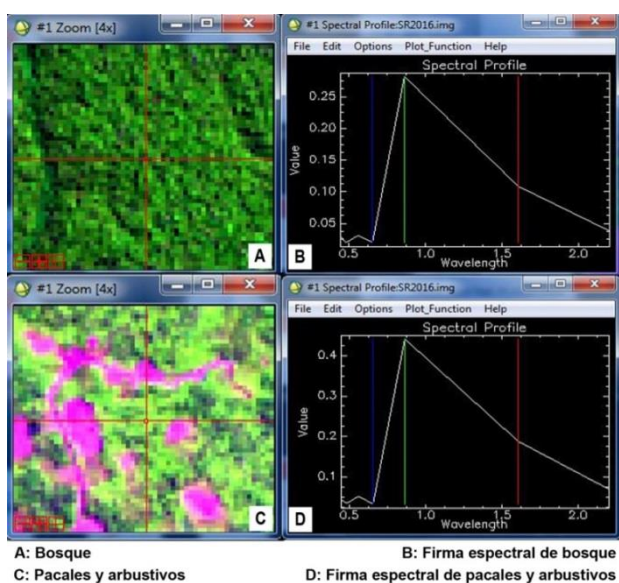 #1 Zoom [4x]
A
#1 Spectral Profile:SR2016.img
File Edit Options Plot_Function Help
Spectral Profile
Value
0.25
0.20
0.15
0.10
0.05
0.5 1.0 1.5 2.0
Wavelength
B
#1 Zoom [4x]
C
#1 Spectral Profile:SR2016.img
File Edit Options Plot_Function Help
Spectral Profile
Value
0.4
0.3
0.2
0.1
0.5 1.0 1.5 2.0
Wavelength
D
A: Bosque
B: Firma espectral de bosque
C: Pacales y arbustivos
D: Firma espectral de pacales y arbustivos